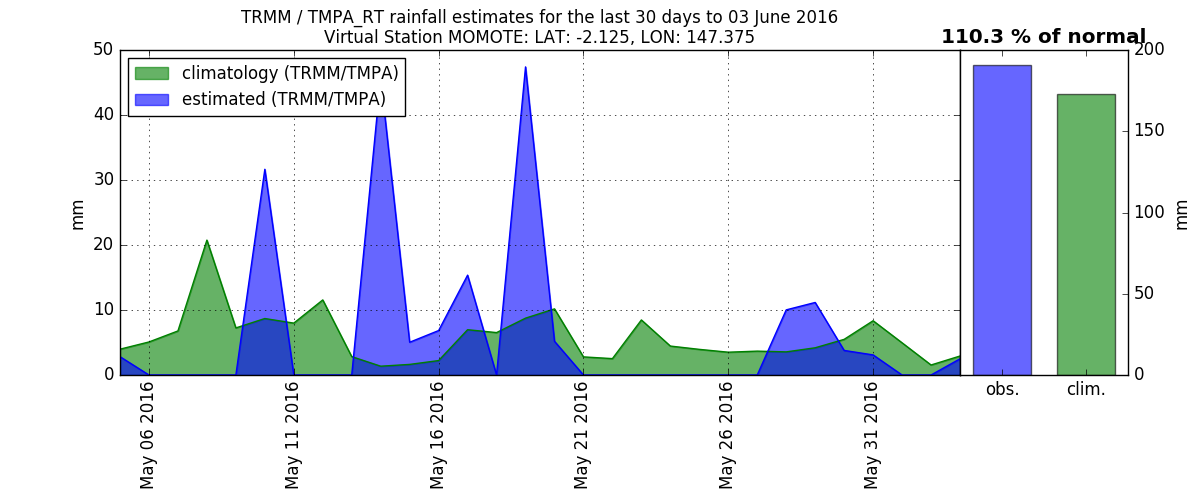 TRMM / TMPA_RT rainfall estimates for the last 30 days to 03 June 2016
Virtual Station MOMOTE: LAT: -2.125, LON: 147.375
110.3 % of normal
climatology (TRMM/TMPA)
estimated (TRMM/TMPA)
50
40
30
20
10
0
mm
May 06 2016
May 11 2016
May 16 2016
May 21 2016
May 26 2016
May 31 2016
obs.
clim.
200
150
100
50
0
mm